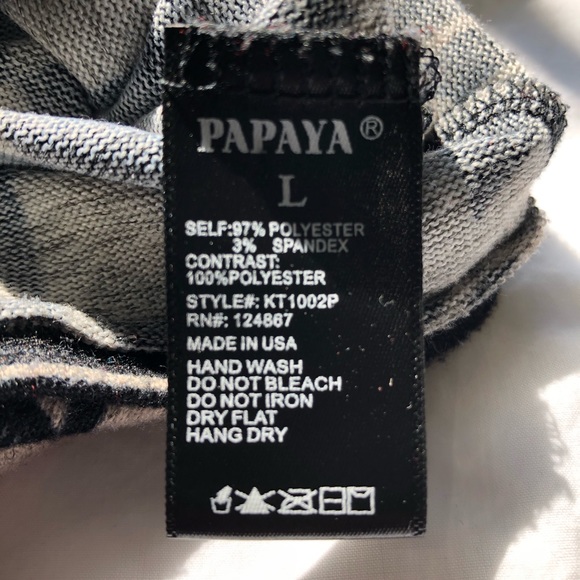 PAPAYA®
L
SELF:97% POLYESTER
3% SPANDEX
CONTRAST:
100%POLYESTER
STYLE#: KT1002P
RN#: 124867
MADE IN USA
HAND WASH
DO NOT BLEACH
DO NOT IRON
DRY FLAT
HANG DRY